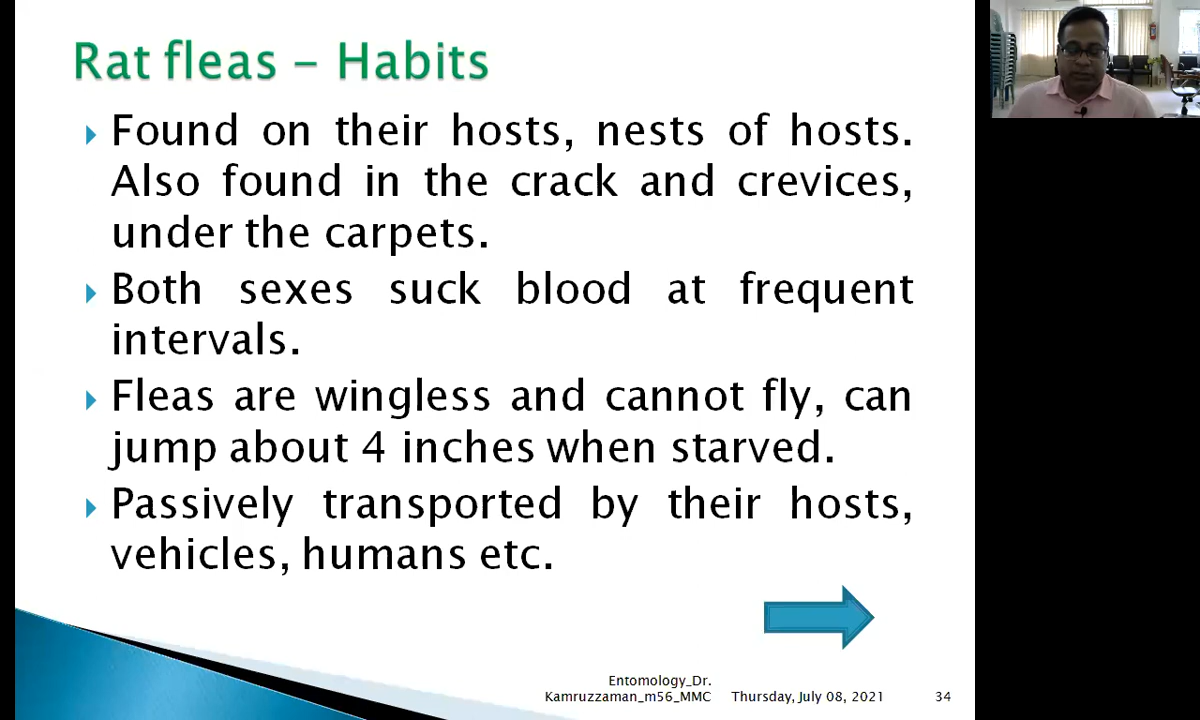 Rat fleas – Habits
Found on their hosts, nests of hosts.
Also found in the crack and crevices,
under the carpets.
Both sexes suck blood at frequent
intervals.
Fleas are wingless and cannot fly, can
jump about 4 inches when starved.
Passively transported by their hosts,
vehicles, humans etc.
Entomology_Dr.
Kamruzzaman_m56_MMC Thursday, July 08, 2021 34